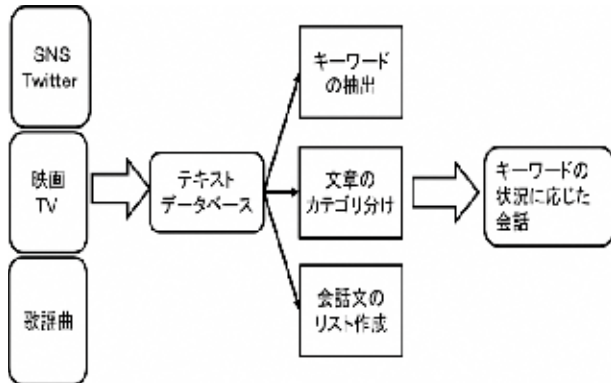 SNS
Twitter
映画
TV
歌謡曲
テキスト
データベース
キーワード
の抽出
文章の
カテゴリ分け
会話文の
リスト作成
キーワードの
状況に応じた
会話